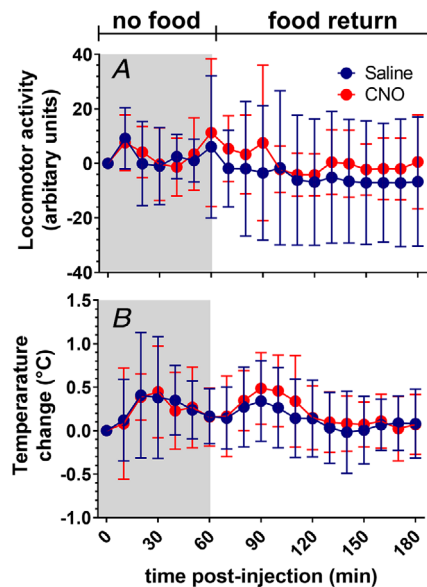 no food food return
A
Saline
CNO
Locomotor activity
(arbitary units)
40
20
0
-20
-40
B
Temperarature
change (°C)
1.5
1.0
0.5
0.0
-0.5
-1.0
0 30 60 90 120 150 180
time post-injection (min)